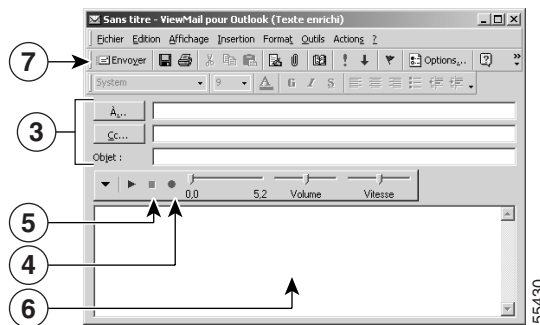 Sans titre - ViewMail pour Outlook (Texte enrichi)
Fichier Edition Affichage Insertion Format Outils Actions ?
7
Envoyer Options...
System 9 A G I S
3
À...
Cc...
Objet :
0,0 5,2 Volume Vitesse
5
4
6
55430